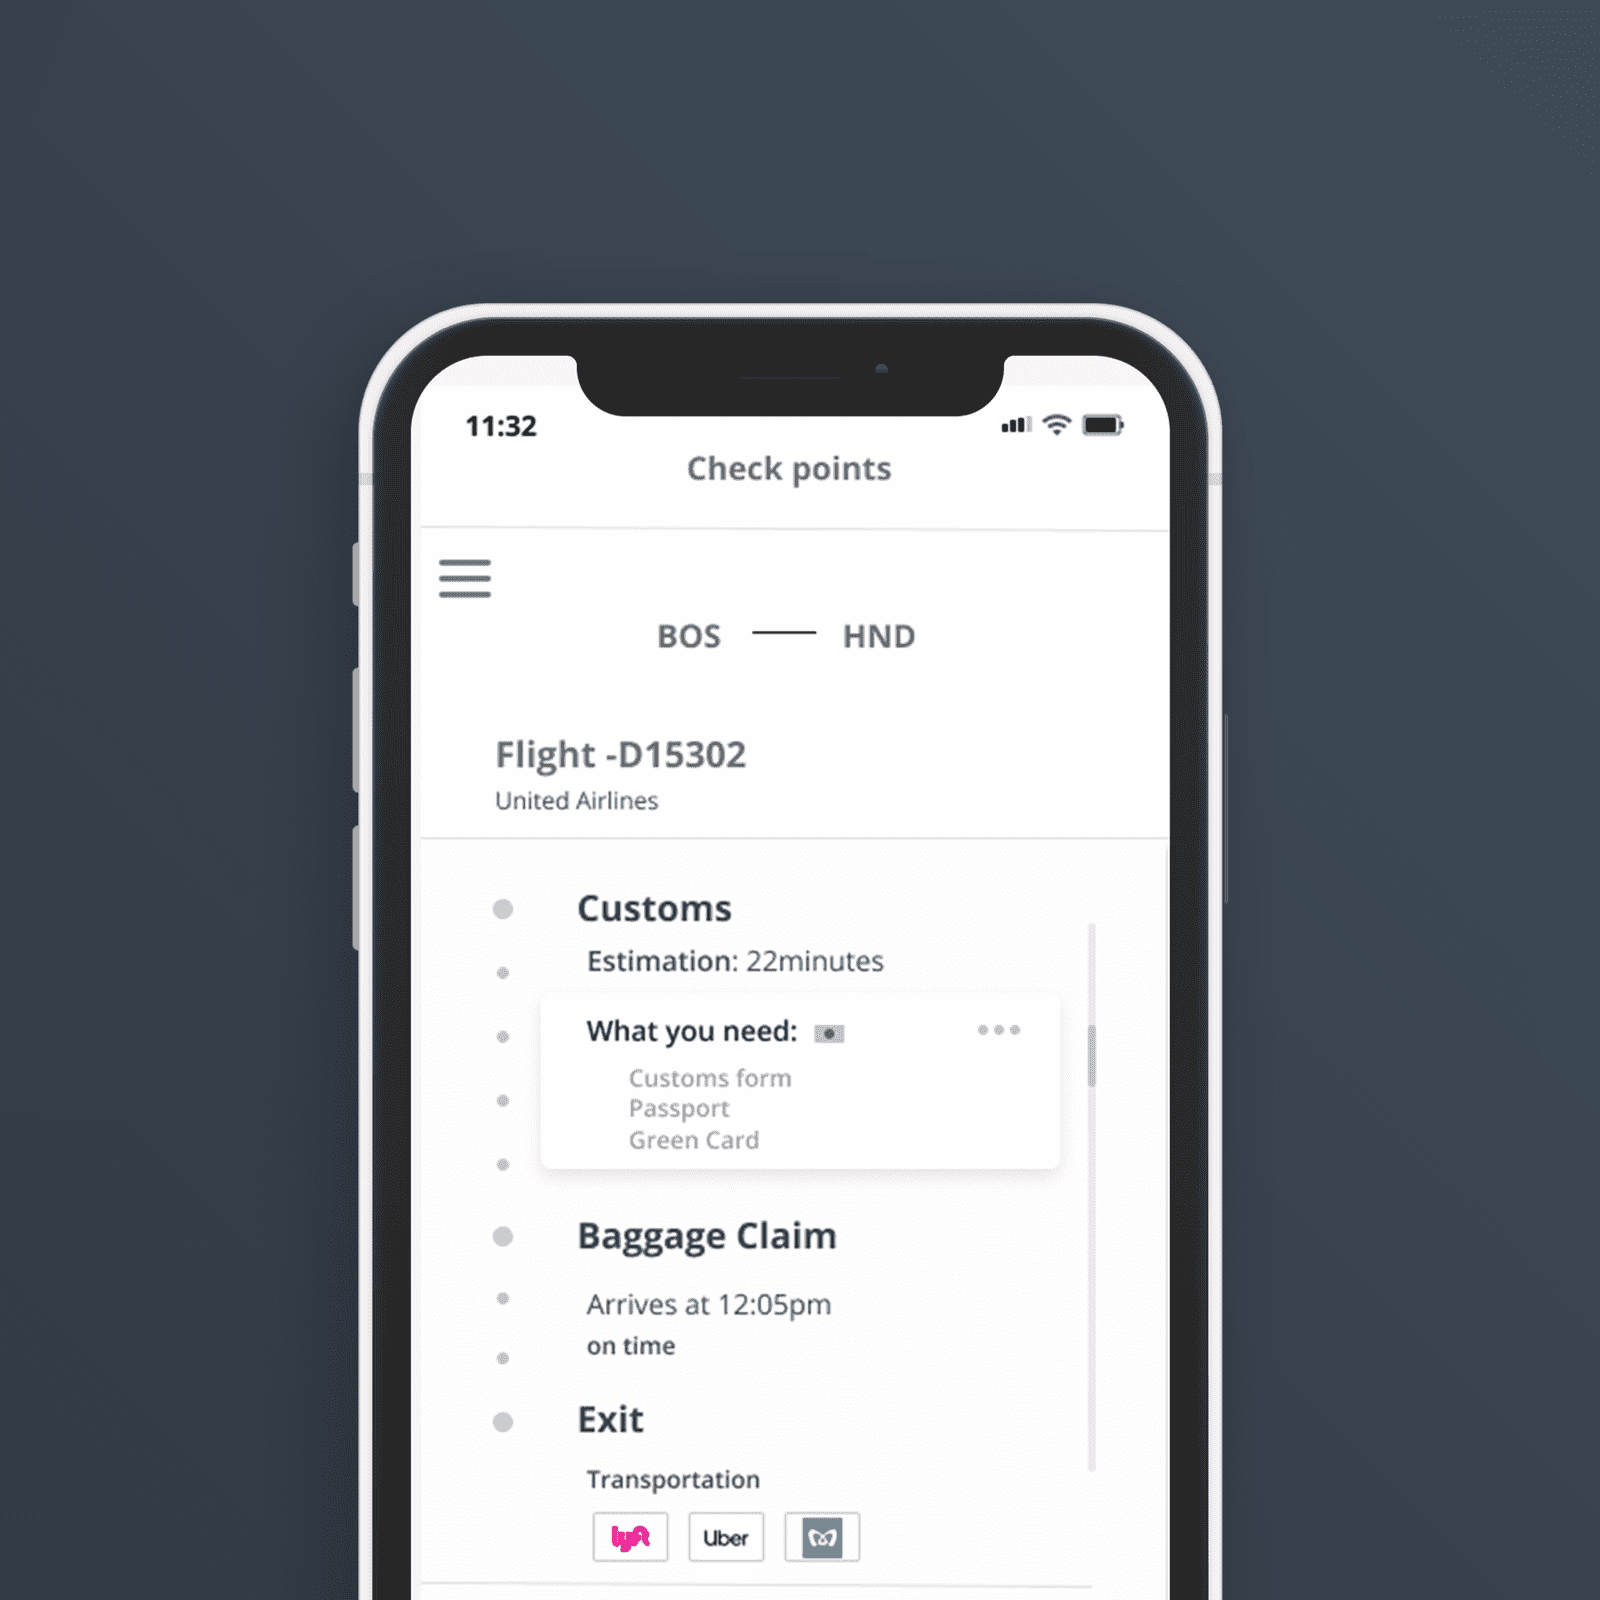 11:32
Check points
BOS — HND
Flight -D15302
United Airlines
Customs
Estimation: 22minutes
What you need:
Customs form
Passport
Green Card
Baggage Claim
Arrives at 12:05pm
on time
Exit
Transportation
lyft Uber